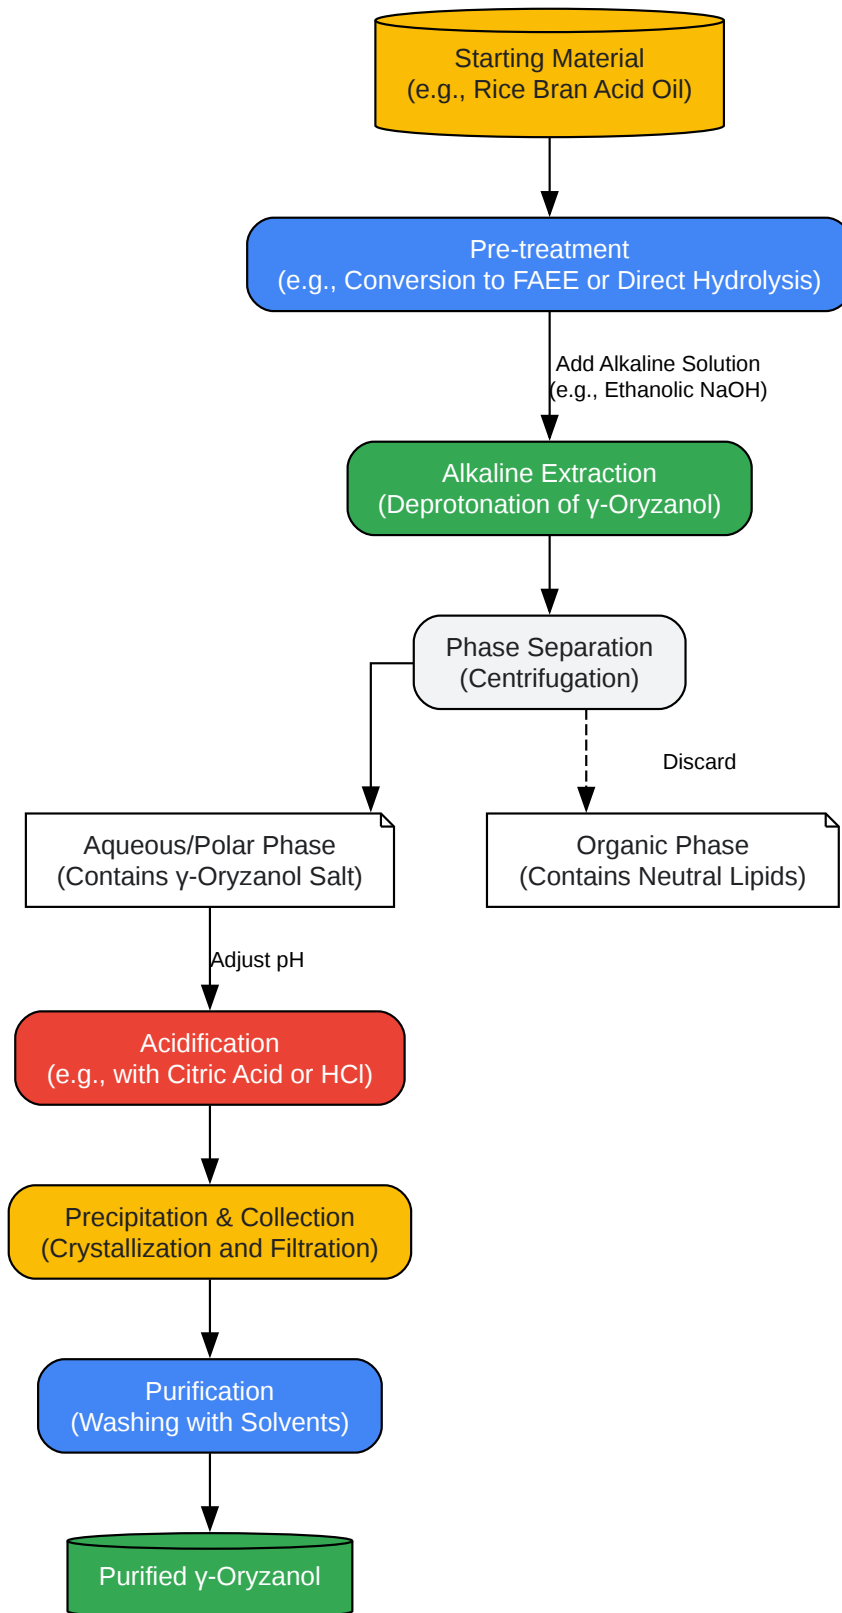 Starting Material
(e.g., Rice Bran Acid Oil)
Pre-treatment
(e.g., Conversion to FAEE or Direct Hydrolysis)
Add Alkaline Solution
(e.g., Ethanolic NaOH)
Alkaline Extraction
(Deprotonation of γ-Oryzanol)
Phase Separation
(Centrifugation)
Discard
Aqueous/Polar Phase
(Contains γ-Oryzanol Salt)
Organic Phase
(Contains Neutral Lipids)
Adjust pH
Acidification
(e.g., with Citric Acid or HCl)
Precipitation & Collection
(Crystallization and Filtration)
Purification
(Washing with Solvents)
Purified γ-Oryzanol